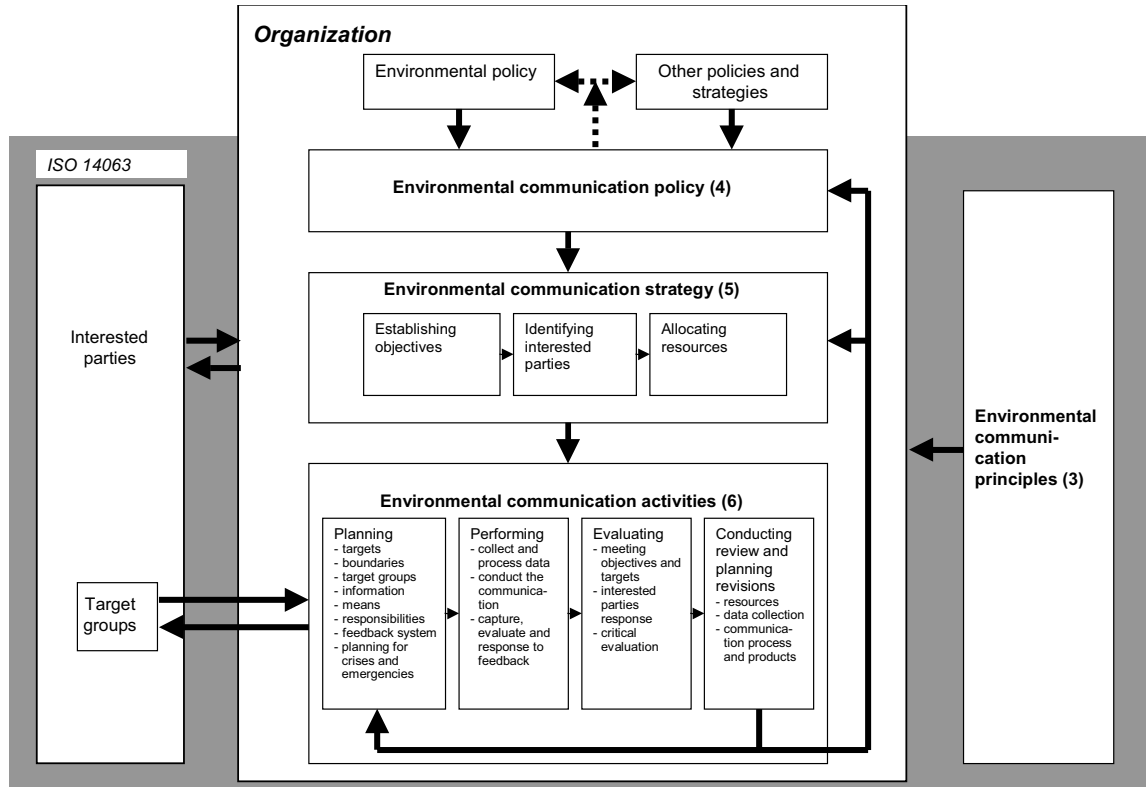 Organization
Environmental policy
Other policies and
strategies
ISO 14063
Environmental communication policy (4)
Environmental communication strategy (5)
Establishing
objectives
Identifying
interested
parties
Allocating
resources
Interested
parties
Environmental
communi-
cation
principles (3)
Environmental communication activities (6)
Planning
- targets
- boundaries
- target groups
- information
- means
- responsibilities
- feedback system
- planning for
crises and
emergencies
Performing
- collect and
process data
- conduct the
communica-
tion
- capture,
evaluate and
response to
feedback
Evaluating
- meeting
objectives and
targets
- interested
parties
response
- critical
evaluation
Conducting
review and
planning
revisions
- resources
- data collection
- communica-
tion process
and products
Target
groups